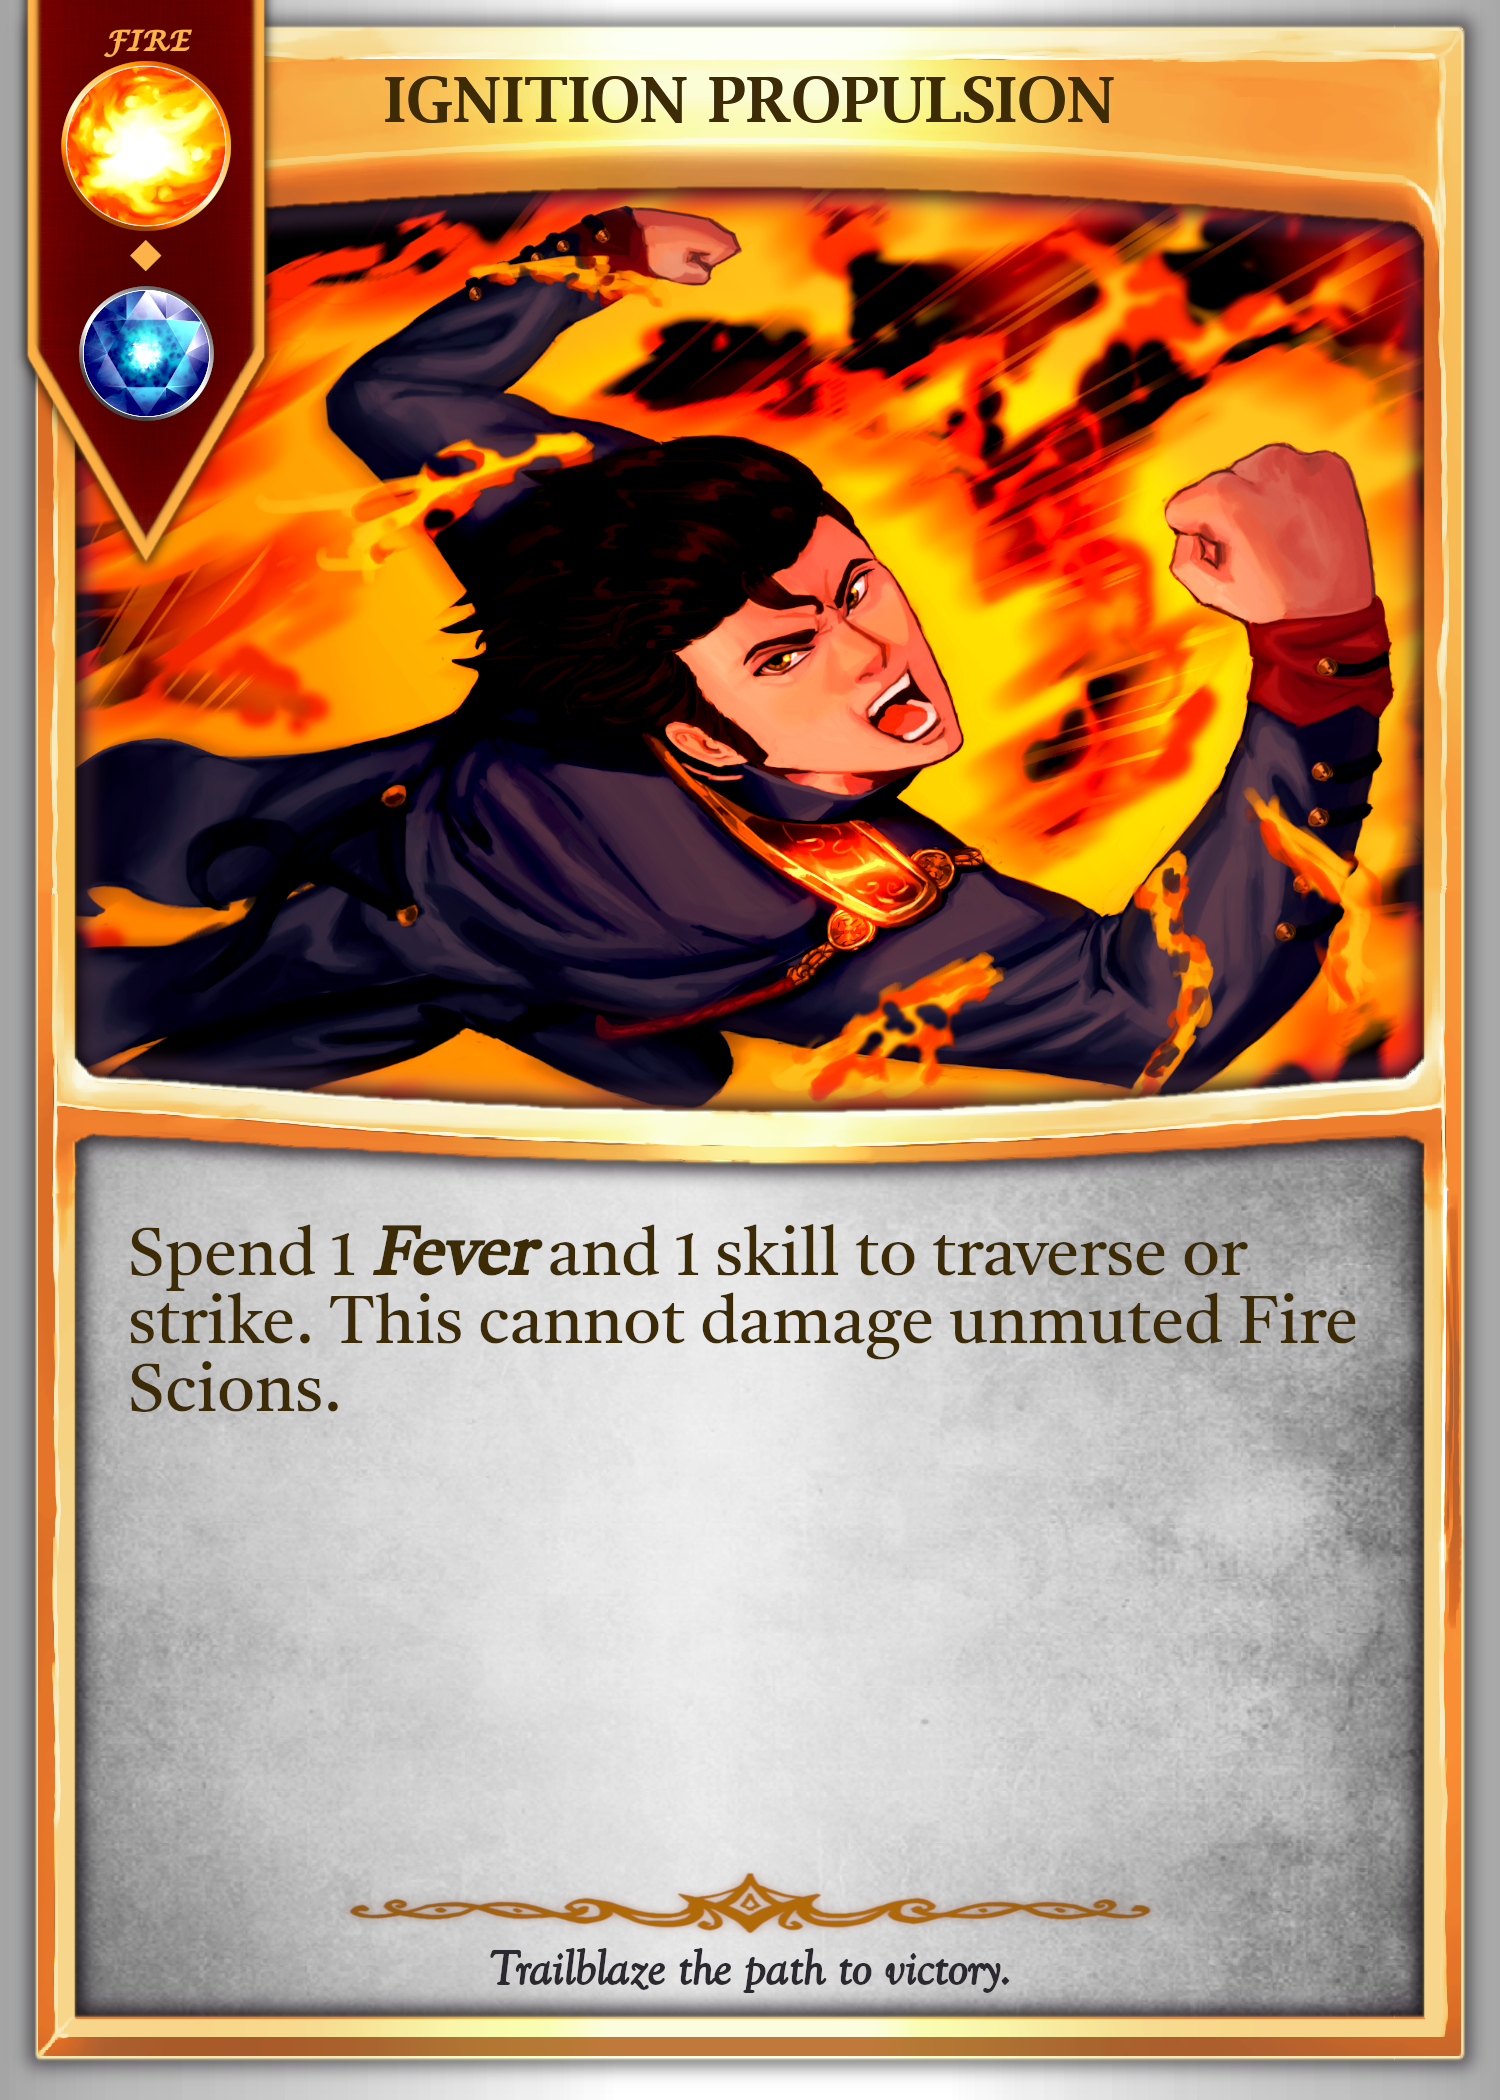 FIRE
IGNITION PROPULSION
Spend 1 Fever and 1 skill to traverse or
strike. This cannot damage unmuted Fire
Scions.
Trailblaze the path to victory.